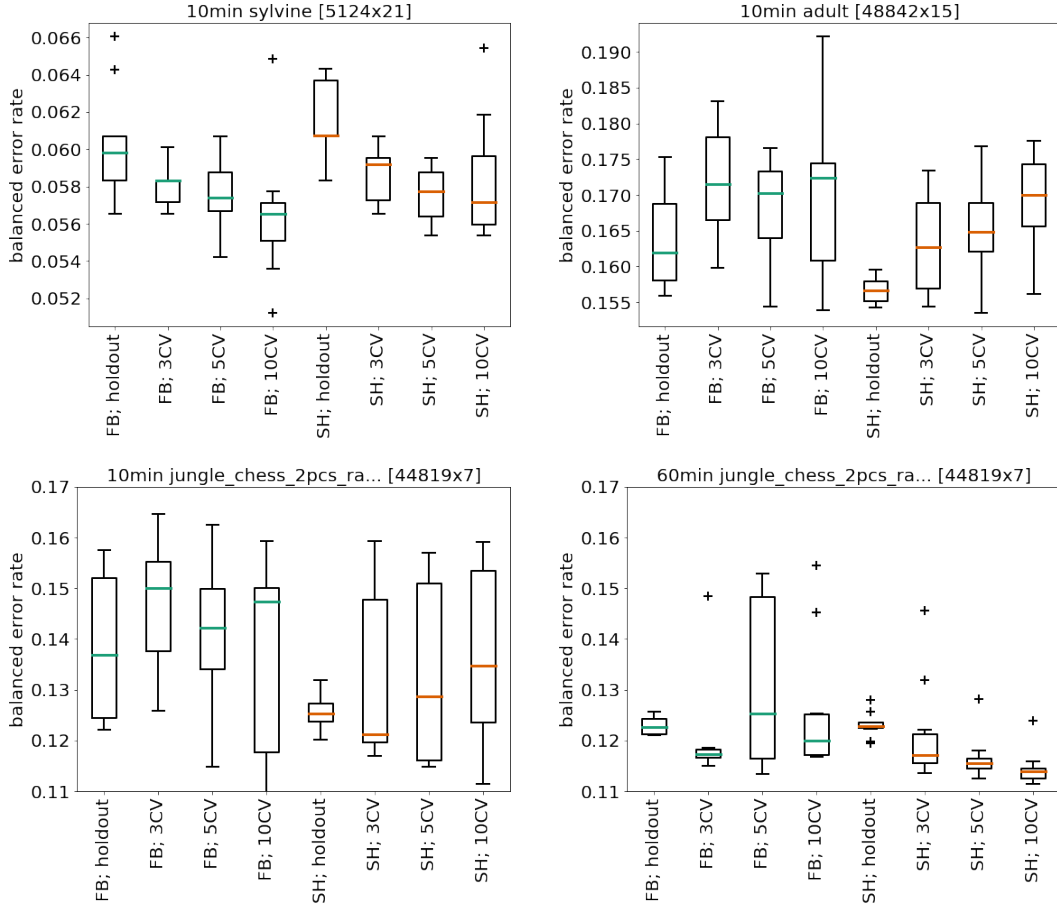 10min sylvine [5124x21]
balanced error rate
0.066
0.064
0.062
0.060
0.058
0.056
0.054
0.052
FB; holdout
FB; 3CV
FB; 5CV
FB; 10CV
SH; holdout
SH; 3CV
SH; 5CV
SH; 10CV
10min adult [48842x15]
balanced error rate
0.190
0.185
0.180
0.175
0.170
0.165
0.160
0.155
FB; holdout
FB; 3CV
FB; 5CV
FB; 10CV
SH; holdout
SH; 3CV
SH; 5CV
SH; 10CV
10min jungle_chess_2pcs_ra... [44819x7]
balanced error rate
0.17
0.16
0.15
0.14
0.13
0.12
0.11
FB; holdout
FB; 3CV
FB; 5CV
FB; 10CV
SH; holdout
SH; 3CV
SH; 5CV
SH; 10CV
60min jungle_chess_2pcs_ra... [44819x7]
balanced error rate
0.17
0.16
0.15
0.14
0.13
0.12
0.11
FB; holdout
FB; 3CV
FB; 5CV
FB; 10CV
SH; holdout
SH; 3CV
SH; 5CV
SH; 10CV